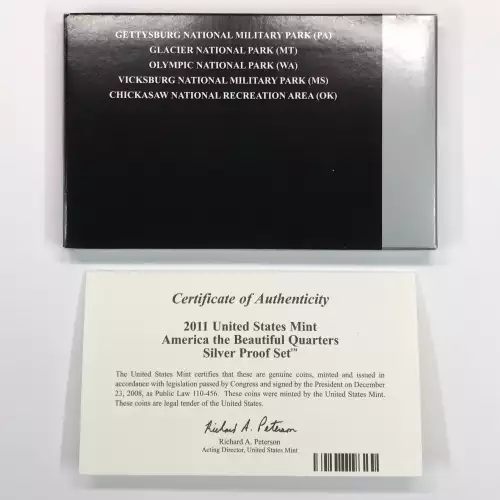 GETTYSBURG NATIONAL MILITARY PARK (PA)
GLACIER NATIONAL PARK (MT)
OLYMPIC NATIONAL PARK (WA)
VICKSBURG NATIONAL MILITARY PARK (MS)
CHICKASAW NATIONAL RECREATION AREA (OK)
Certificate of Authenticity
2011 United States Mint
America the Beautiful Quarters
Silver Proof Set™
The United States Mint certifies that these are genuine coins, minted and issued in
accordance with legislation passed by Congress and signed by the President on December
23, 2008, as Public Law 110-456. These coins were minted by the United States Mint.
These coins are legal tender of the United States.
Richard A. Peterson
Richard A. Peterson
Acting Director, United States Mint